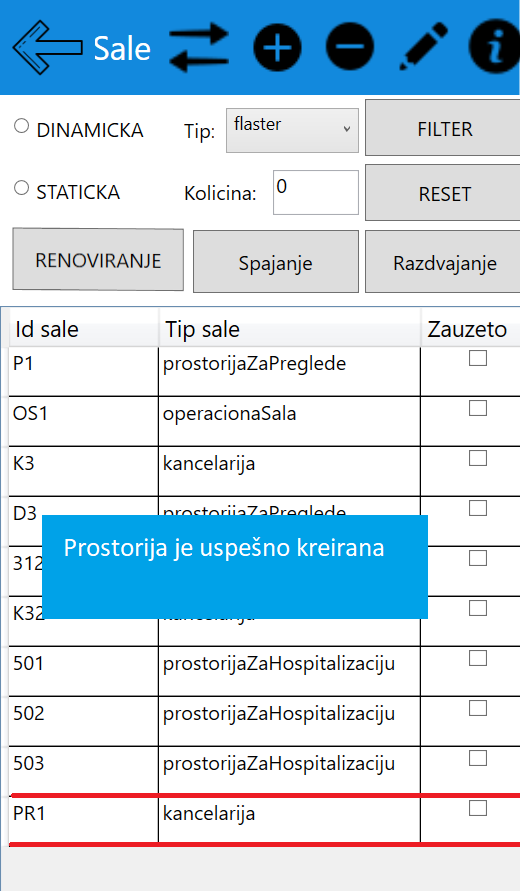 Sale
DINAMICKA Tip: flaster FILTER
STATICKA Kolicina: 0 RESET
RENOVIRANJE Spajanje Razdvajanje
Id sale Tip sale Zauzeto
P1 prostorijaZaPreglede
OS1 operacionaSala
K3 kancelarija
D3 prostorijaZaPreglede
Prostorija je uspešno kreirana
312
K32 kancelarija
501 prostorijaZaHospitalizaciju
502 prostorijaZaHospitalizaciju
503 prostorijaZaHospitalizaciju
PR1 kancelarija